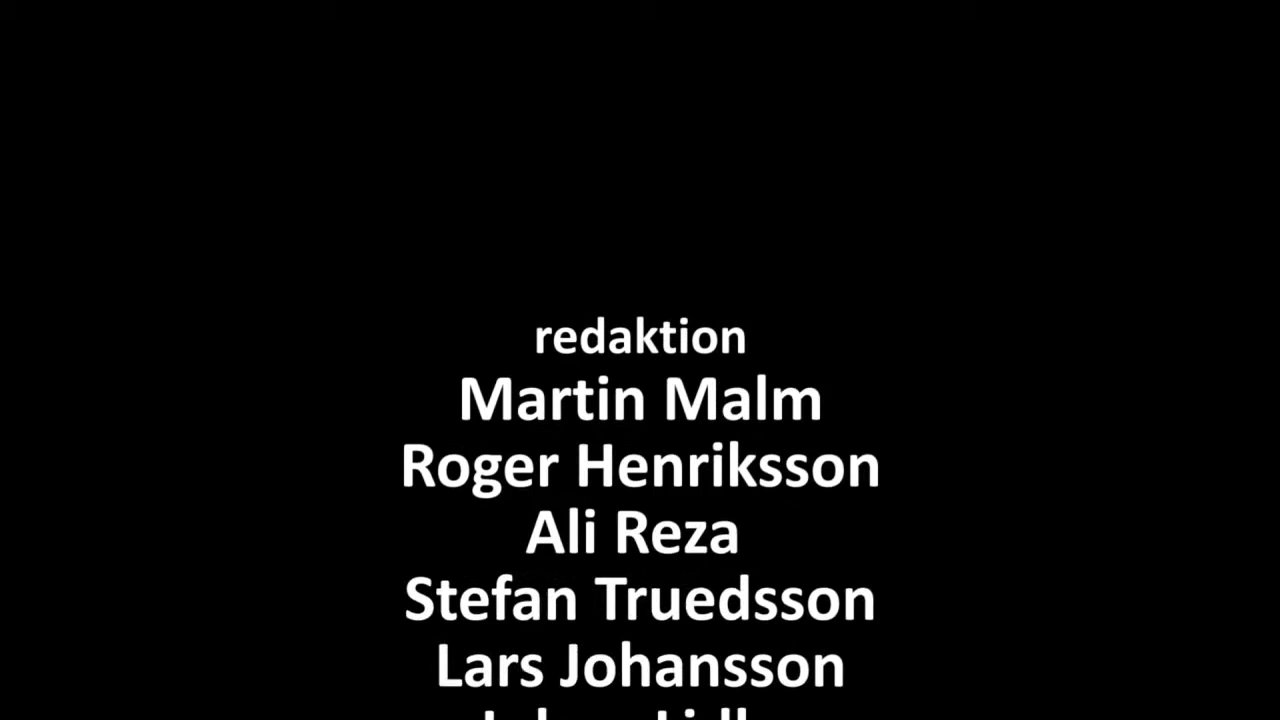 redaktion
Martin Malm
Roger Henriksson
Ali Reza
Stefan Truedsson
Lars Johansson